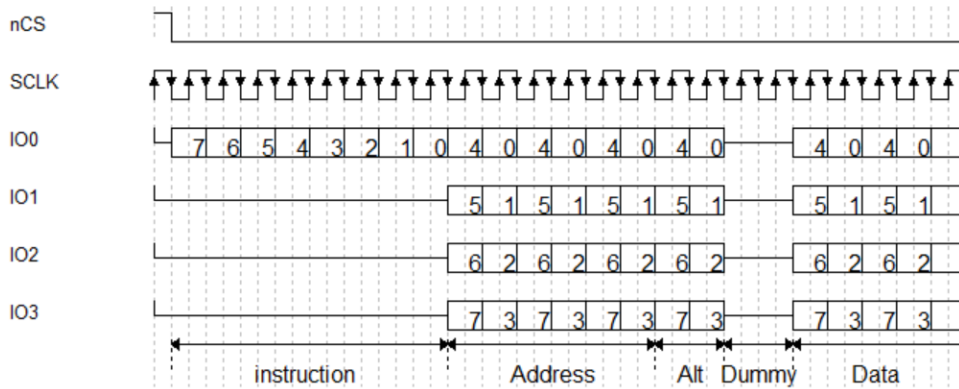 nCS
SCLK
IO0 7 6 5 4 3 2 1 0 4 0 4 0 4 0 4 0 4 0 4 0
IO1 5 1 5 1 5 1 5 1 5 1 5 1
IO2 6 2 6 2 6 2 6 2 6 2 6 2
IO3 7 3 7 3 7 3 7 3 7 3 7 3
instruction Address Alt Dummy Data